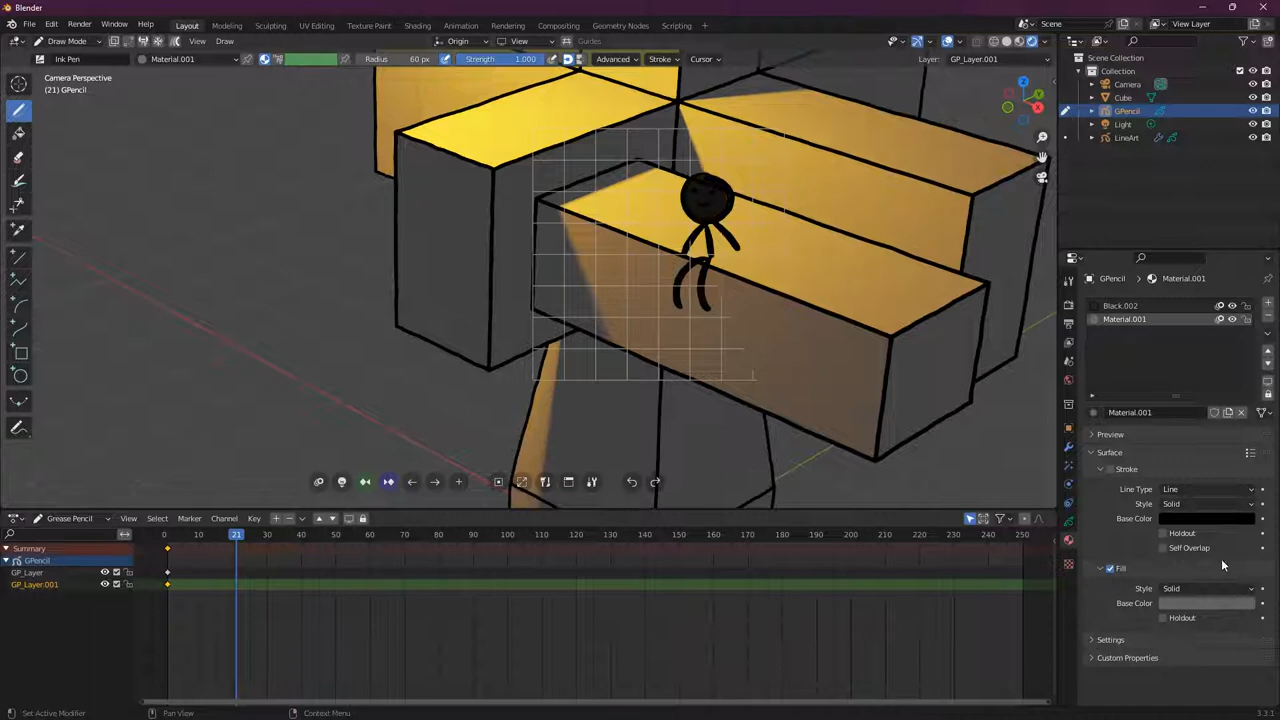 Blender
File Edit Render Window Help Layout Modeling Sculpting UV Editing Texture Paint Shading Animation Rendering Compositing Geometry Nodes Scripting + Scene View Layer
Draw Mode View Draw Origin View Guides
Ink Pen Material.001 Radius 60 px Strength 1.000 Advanced Stroke Cursor Layer: GP_Layer.001
Camera Perspective
(21) GPencil
Z
Y
X
Scene Collection
Collection
Camera
Cube
GPencil
Light
LineArt
GPencil > Material.001
Black.002
Material.001
Material.001
Preview
Surface
Stroke
Line Type Line
Style Solid
Base Color
Holdout
Self Overlap
Fill
Style Solid
Base Color
Holdout
Settings
Custom Properties
Grease Pencil View Select Marker Channel Key
0 10 21 30 40 50 60 70 80 90 100 110 120 130 140 150 160 170 180 190 200 210 220 230 240 250
Summary
GPencil
GP_Layer
GP_Layer.001
Set Active Modifier Pan View Context Menu 3.3.1